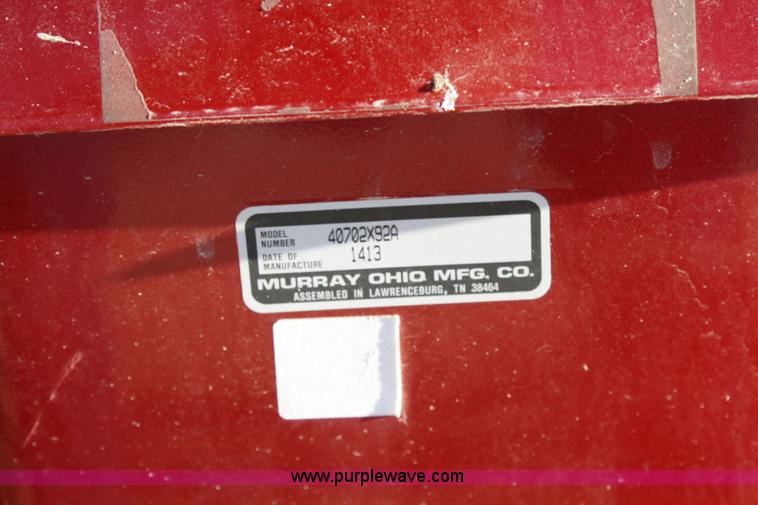 MODEL
NUMBER 40702X92A
DATE OF
MANUFACTURE 1413
MURRAY OHIO MFG. CO.
ASSEMBLED IN LAWRENCEBURG, TN 38464
www.purplewave.com